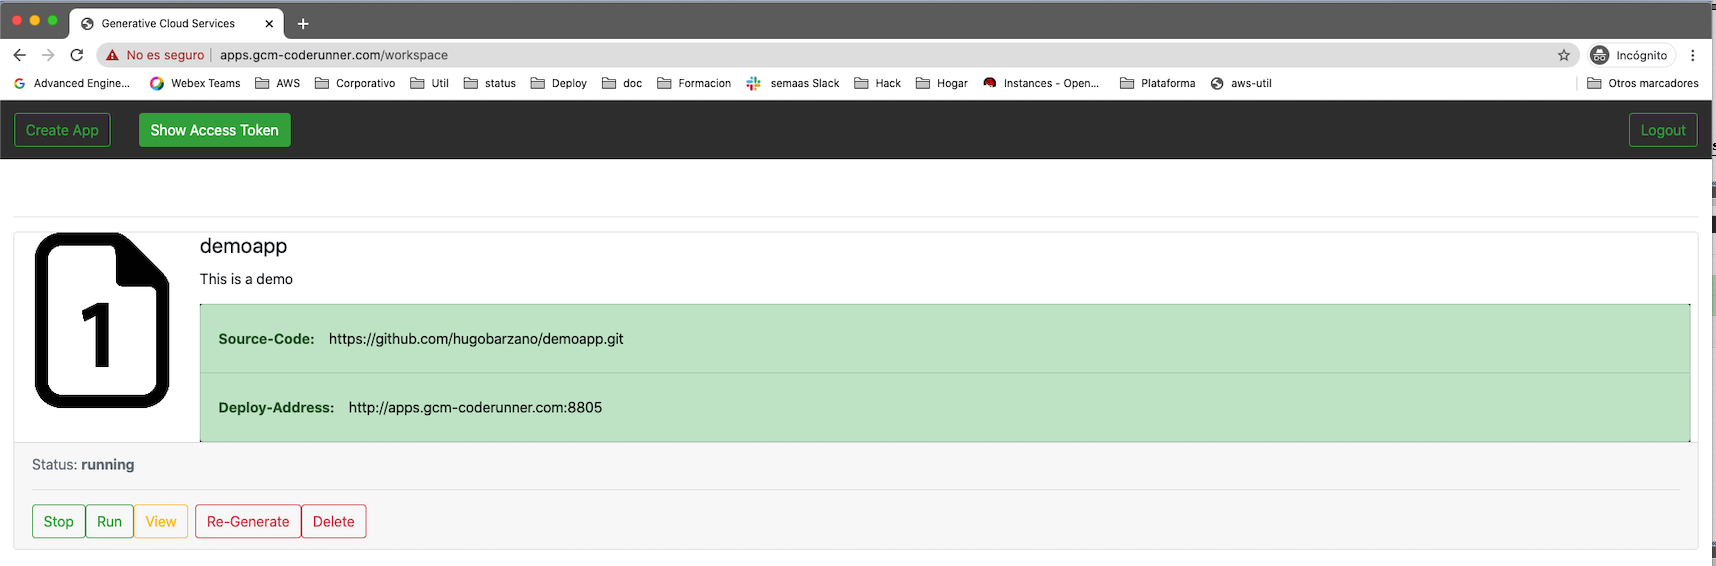 Generative Cloud Services
No es seguro | apps.gcm-coderunner.com/workspace Incógnito
Advanced Engine... Webex Teams AWS Corporativo Util status Deploy doc Formacion semaas Slack Hack Hogar Instances - Open... Plataforma aws-util Otros marcadores
Create App Show Access Token Logout
demoapp
This is a demo
1
Source-Code: https://github.com/hugobarzano/demoapp.git
Deploy-Address: http://apps.gcm-coderunner.com:8805
Status: running
Stop Run View Re-Generate Delete